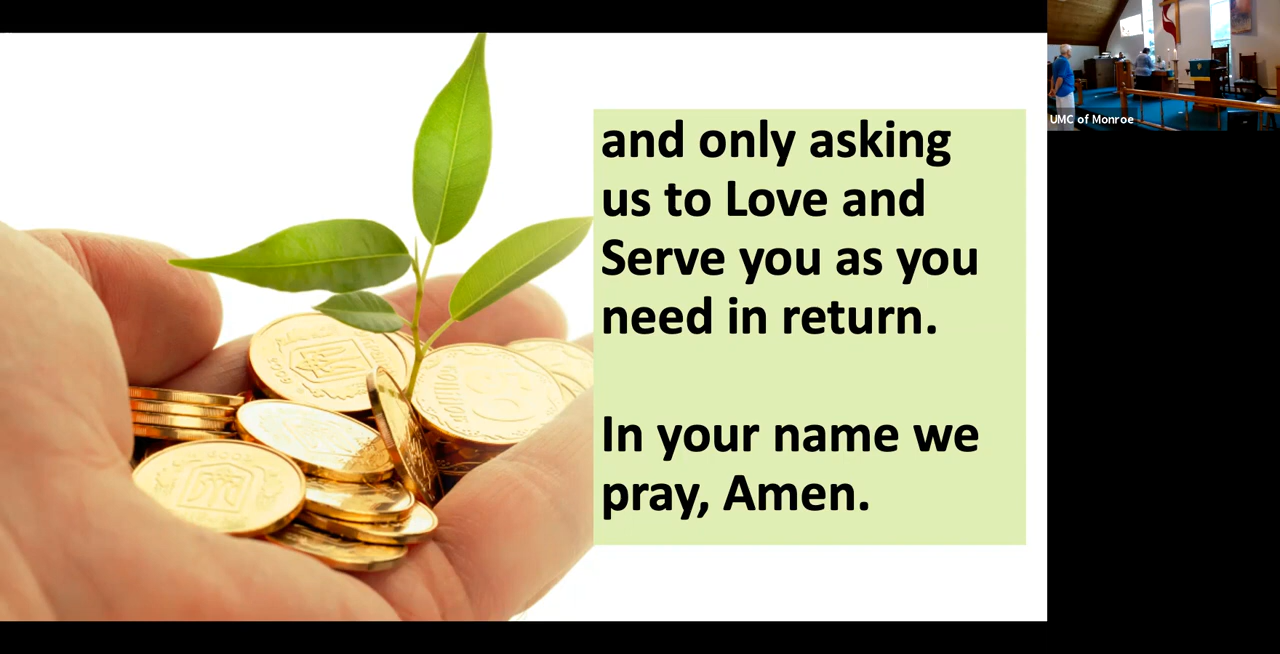 and only asking
us to Love and
Serve you as you
need in return.
In your name we
pray, Amen.
UMC of Monroe